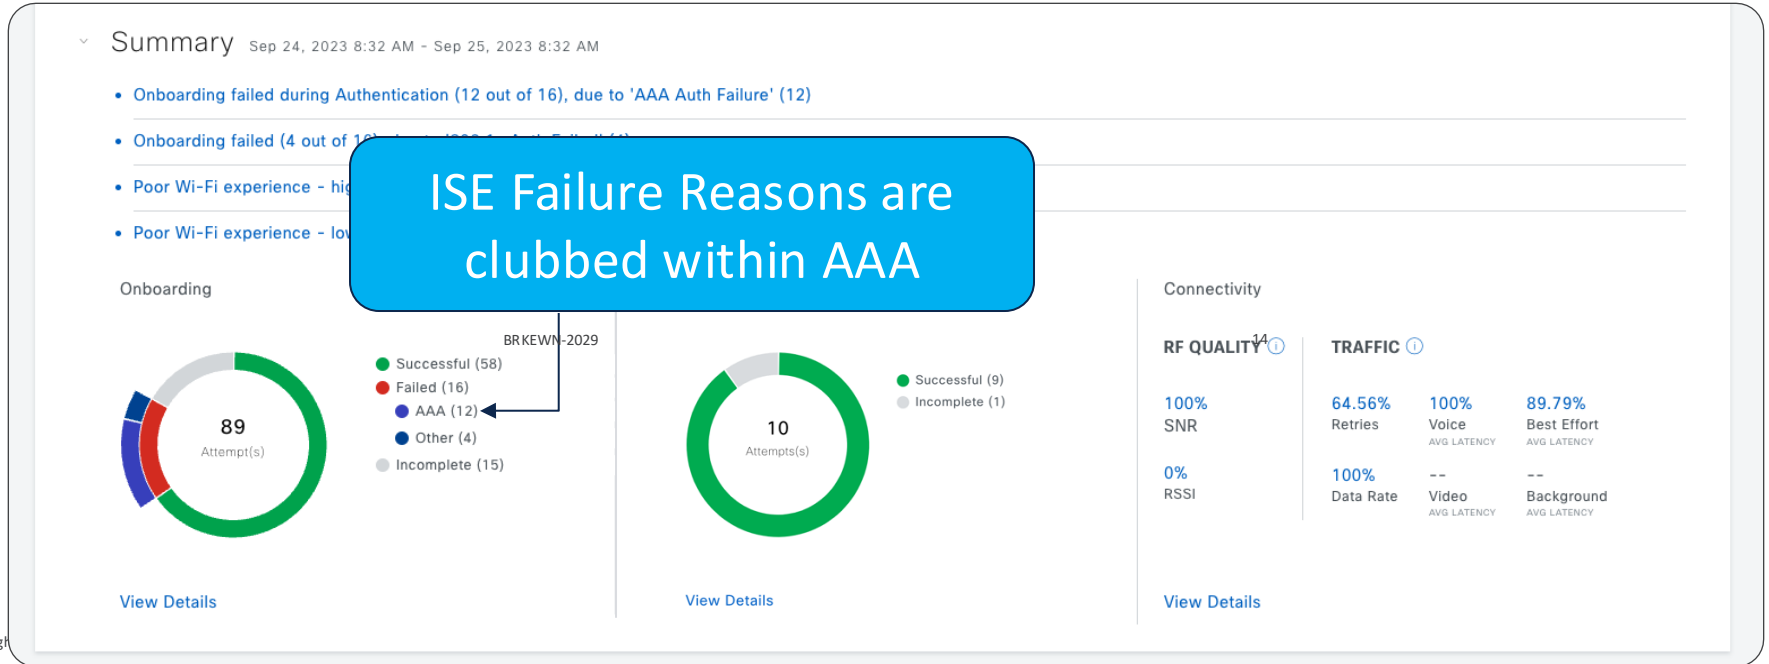 Summary Sep 24, 2023 8:32 AM - Sep 25, 2023 8:32 AM
• Onboarding failed during Authentication (12 out of 16), due to 'AAA Auth Failure' (12)
• Onboarding failed (4 out of
• Poor Wi-Fi experience -
• Poor Wi-Fi experience -
ISE Failure Reasons are
clubbed within AAA
Onboarding
BRKEWN-2029
89
Attempt(s)
Successful (58)
Failed (16)
AAA (12)
Other (4)
Incomplete (15)
View Details
10
Attempts(s)
Successful (9)
Incomplete (1)
View Details
Connectivity
14
RF QUALITY
100%
SNR
0%
RSSI
TRAFFIC
64.56%
Retries
100%
Voice
AVG LATENCY
89.79%
Best Effort
AVG LATENCY
100%
Data Rate
--
Video
AVG LATENCY
--
Background
AVG LATENCY
View Details